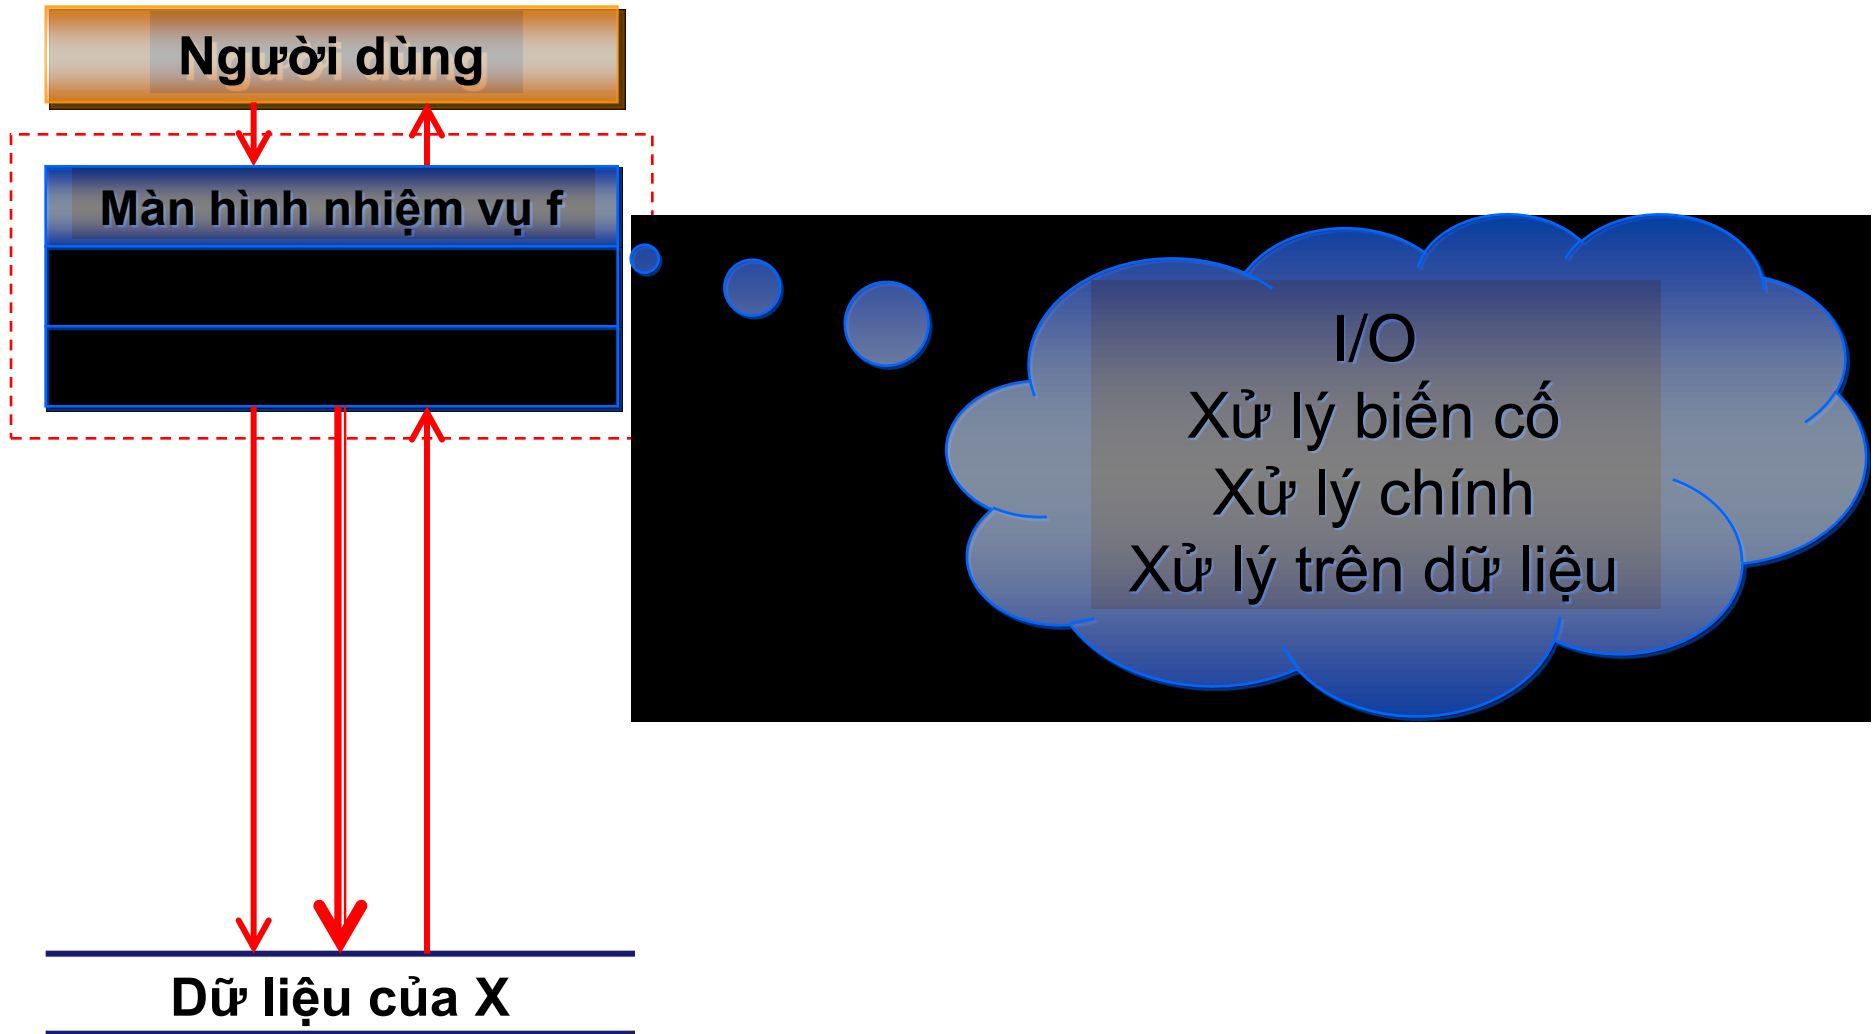 Người dùng
Màn hình nhiệm vụ f
I/O
Xử lý biến cố
Xử lý chính
Xử lý trên dữ liệu
Dữ liệu của X